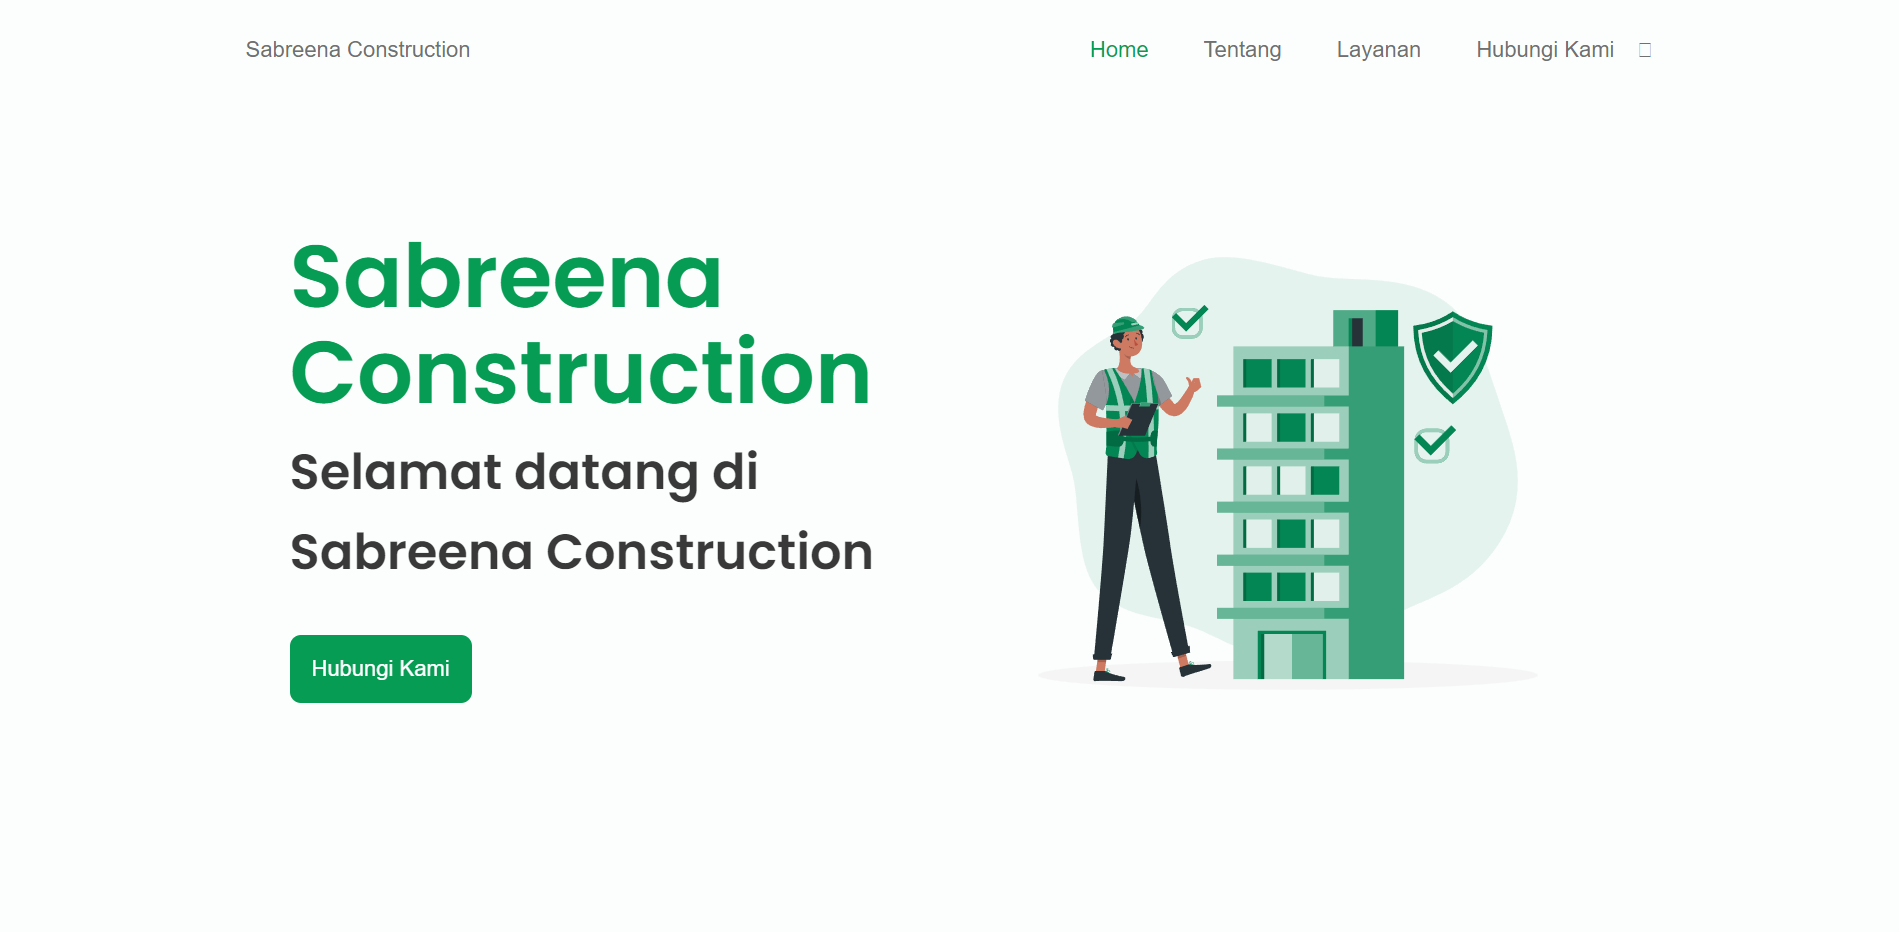 Sabreena Construction
Home Tentang Layanan Hubungi Kami
Sabreena
Construction
Selamat datang di
Sabreena Construction
Hubungi Kami